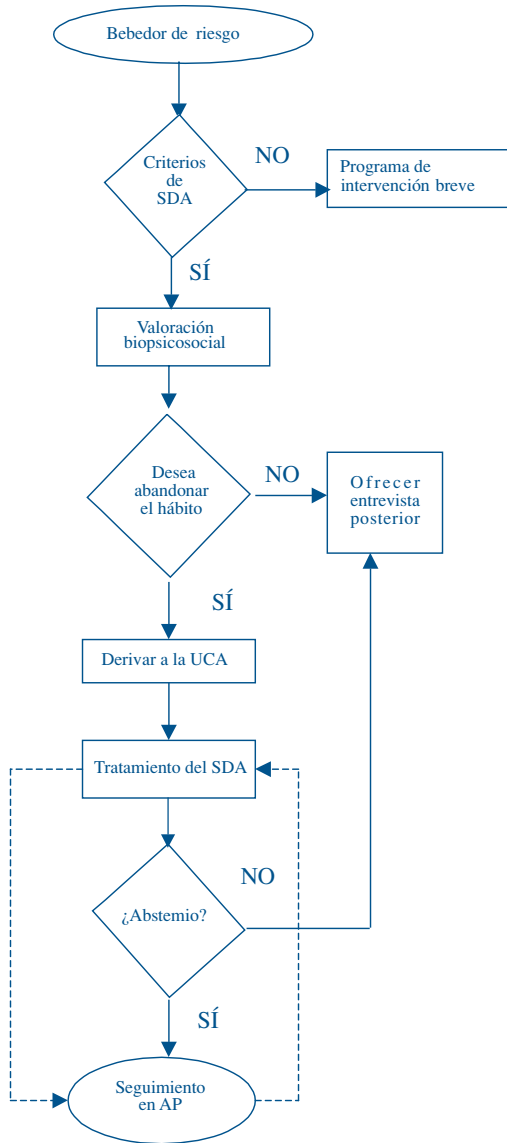 Bebedor de riesgo
Criterios
de
SDA
NO
Programa de
intervención breve
SÍ
Valoración
biopsicosocial
Desea
abandonar
el hábito
NO
Ofrecer
entrevista
posterior
SÍ
Derivar a la UCA
Tratamiento del SDA
NO
¿Abstemio?
SÍ
Seguimiento
en AP